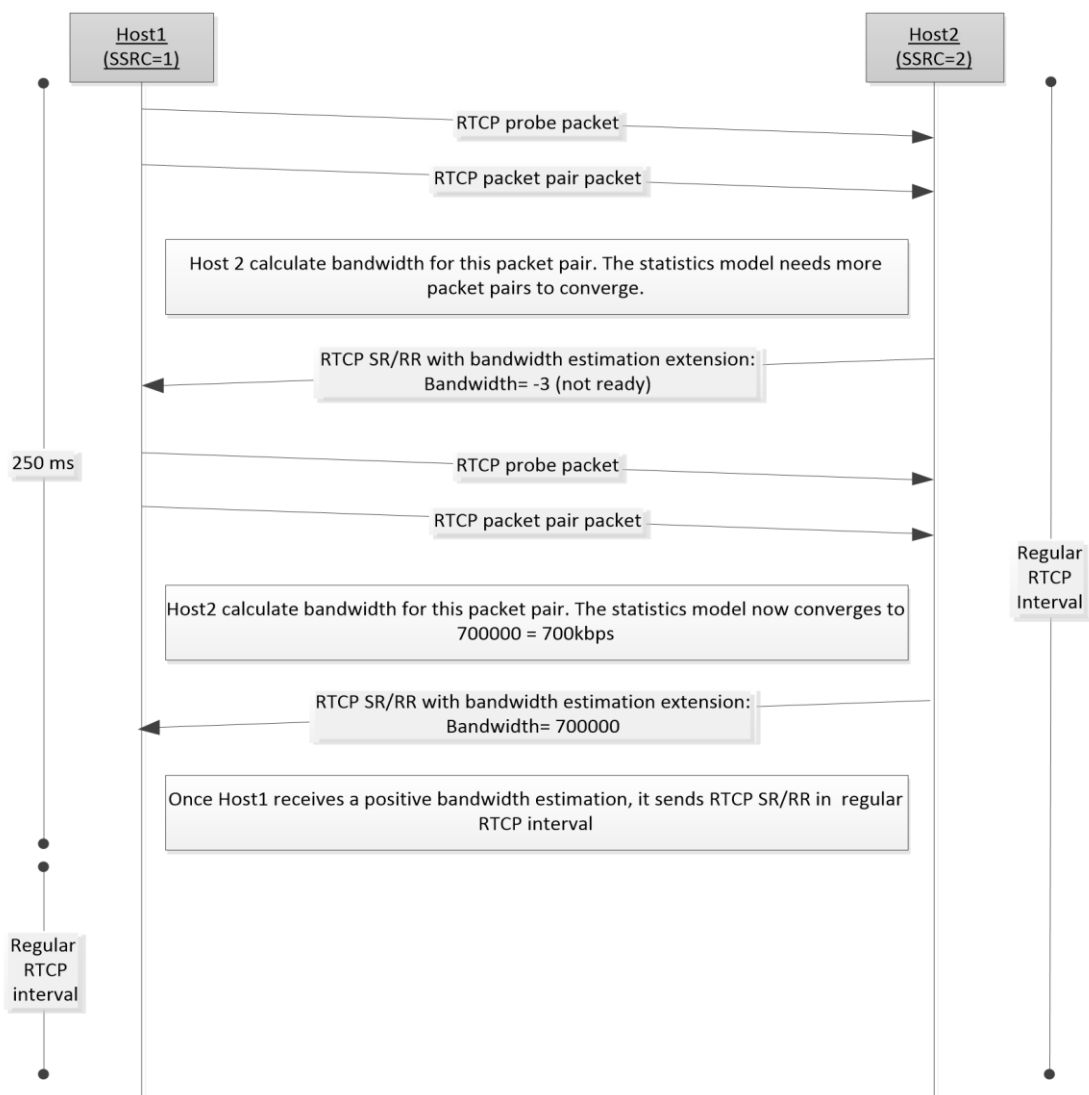 Host1
(SSRC=1)
Host2
(SSRC=2)
RTCP probe packet
RTCP packet pair packet
Host 2 calculate bandwidth for this packet pair. The statistics model needs more
packet pairs to converge.
RTCP SR/RR with bandwidth estimation extension:
Bandwidth= -3 (not ready)
250 ms
RTCP probe packet
RTCP packet pair packet
Regular
RTCP
Interval
Host2 calculate bandwidth for this packet pair. The statistics model now converges to
700000 = 700kbps
RTCP SR/RR with bandwidth estimation extension:
Bandwidth= 700000
Once Host1 receives a positive bandwidth estimation, it sends RTCP SR/RR in  regular
RTCP interval
Regular
RTCP
interval